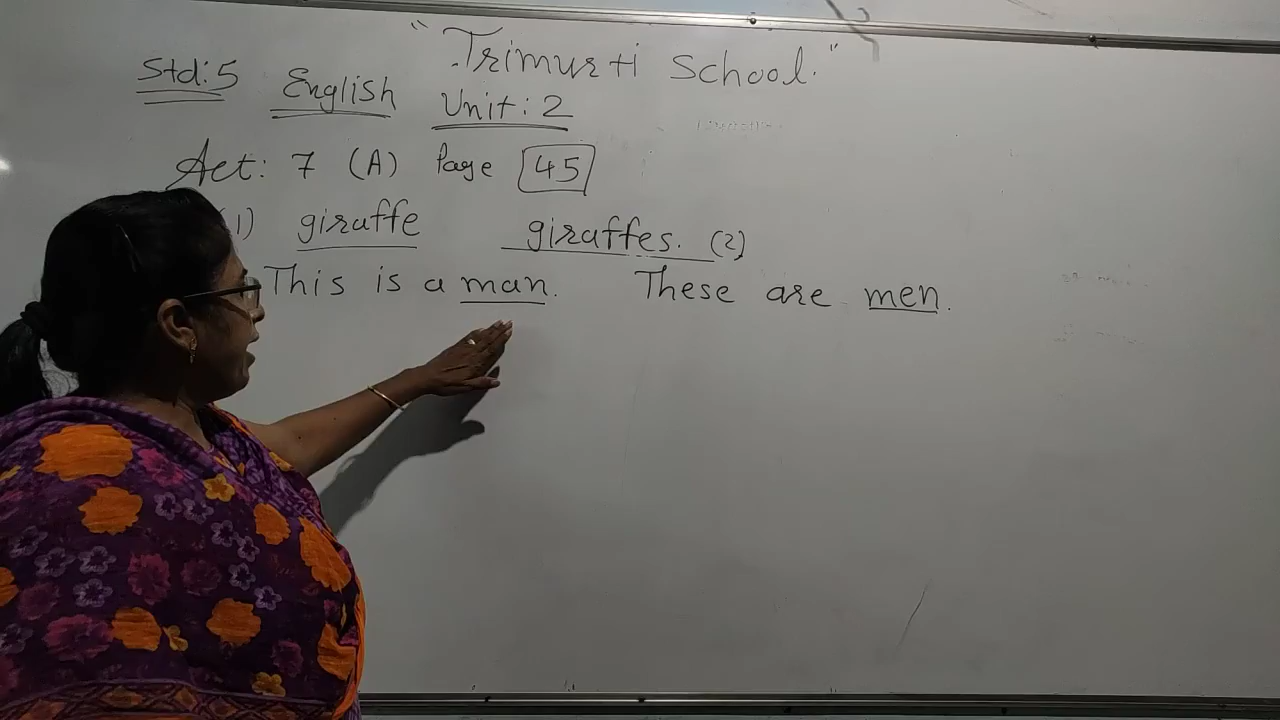 "Trimurti School."
Std:5 English Unit:2
Act: 7 (A) Page 45
(1) giraffe giraffes. (2)
This is a man. These are men.